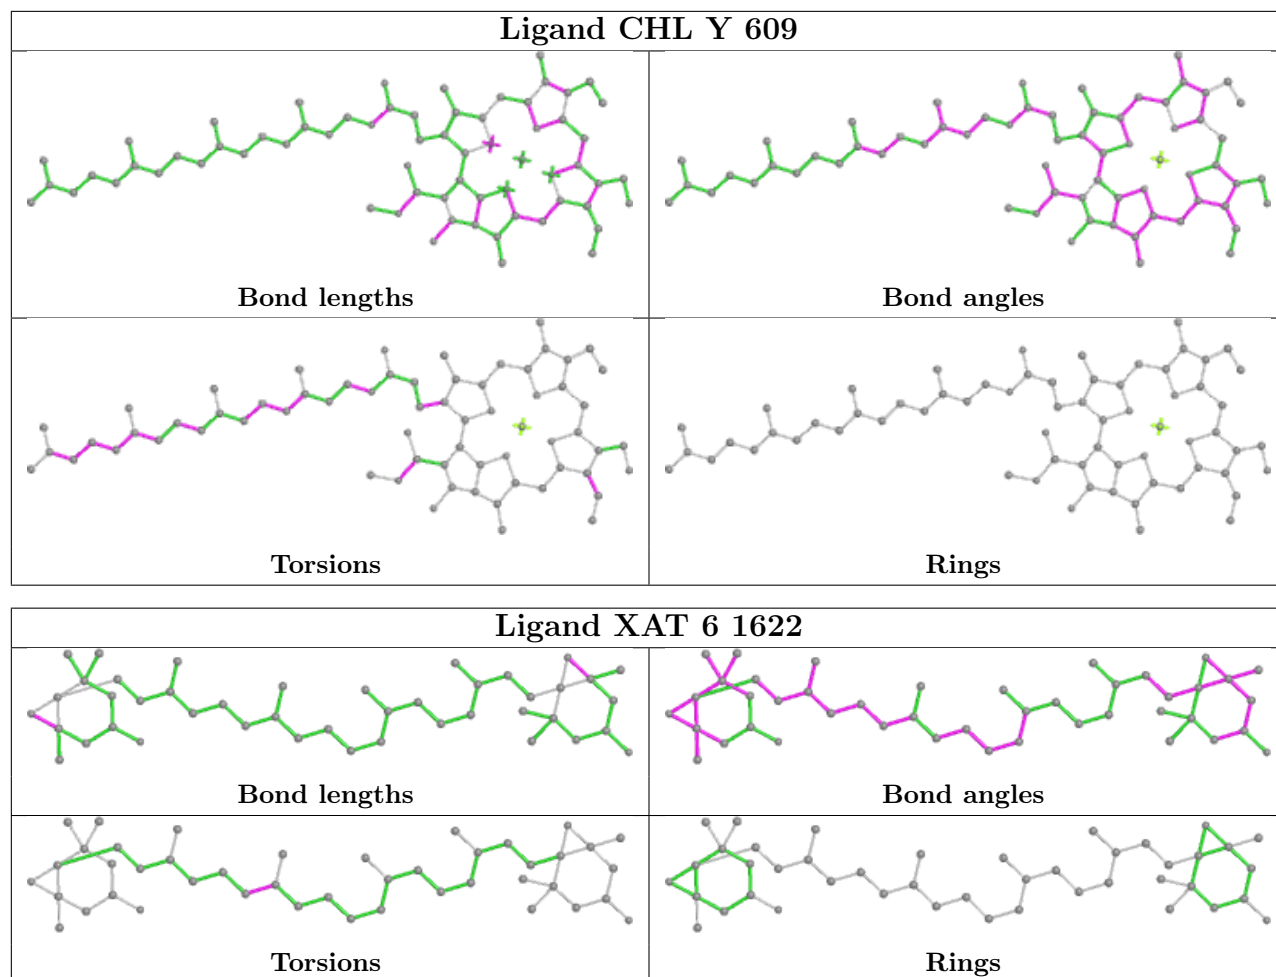 Ligand CHL Y 609
Bond lengths
Bond angles
Torsions
Rings
Ligand XAT 6 1622
Bond lengths
Bond angles
Torsions
Rings